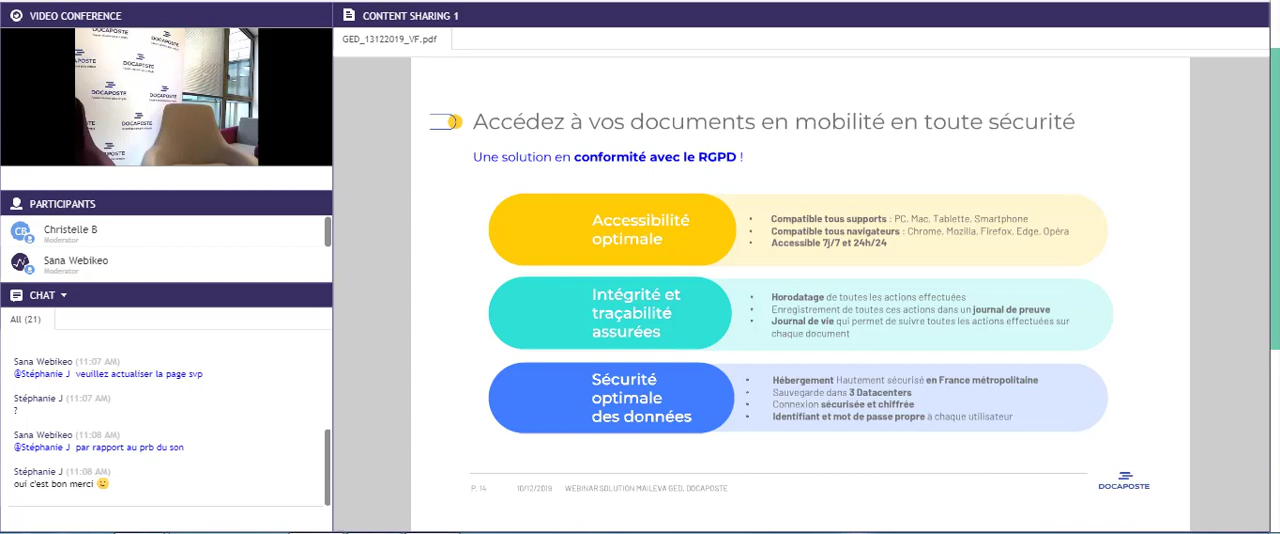 VIDEO CONFERENCE
DOCAPOSTE
DOCAPOSTE
DOCAPOSTE
DOCAPOSTE
PARTICIPANTS
CB
Christelle B
Moderator
Sana Webikeo
Moderator
CHAT
All (21)
Sana Webikeo (11:07 AM)
@Stéphanie J veuillez actualiser la page svp
Stéphanie J (11:07 AM)
?
Sana Webikeo (11:08 AM)
@Stéphanie J par rapport au prb du son
Stéphanie J (11:08 AM)
oui c'est bon merci
CONTENT SHARING 1
GED_13122019_VF.pdf
Accédez à vos documents en mobilité en toute sécurité
Une solution en conformité avec le RGPD !
Accessibilité
optimale
• Compatible tous supports : PC, Mac, Tablette, Smartphone
• Compatible tous navigateurs : Chrome, Mozilla, Firefox, Edge, Opéra
• Accessible 7j/7 et 24h/24
Intégrité et
traçabilité
assurées
• Horodatage de toutes les actions effectuées
• Enregistrement de toutes ces actions dans un journal de preuve
• Journal de vie qui permet de suivre toutes les actions effectuées sur
chaque document
Sécurité
optimale
des données
• Hébergement Hautement sécurisé en France métropolitaine
• Sauvegarde dans 3 Datacenters
• Connexion sécurisée et chiffrée
• Identifiant et mot de passe propre à chaque utilisateur
P. 14
10/12/2019
WEBINAR SOLUTION MAILEVA GED, DOCAPOSTE
DOCAPOSTE